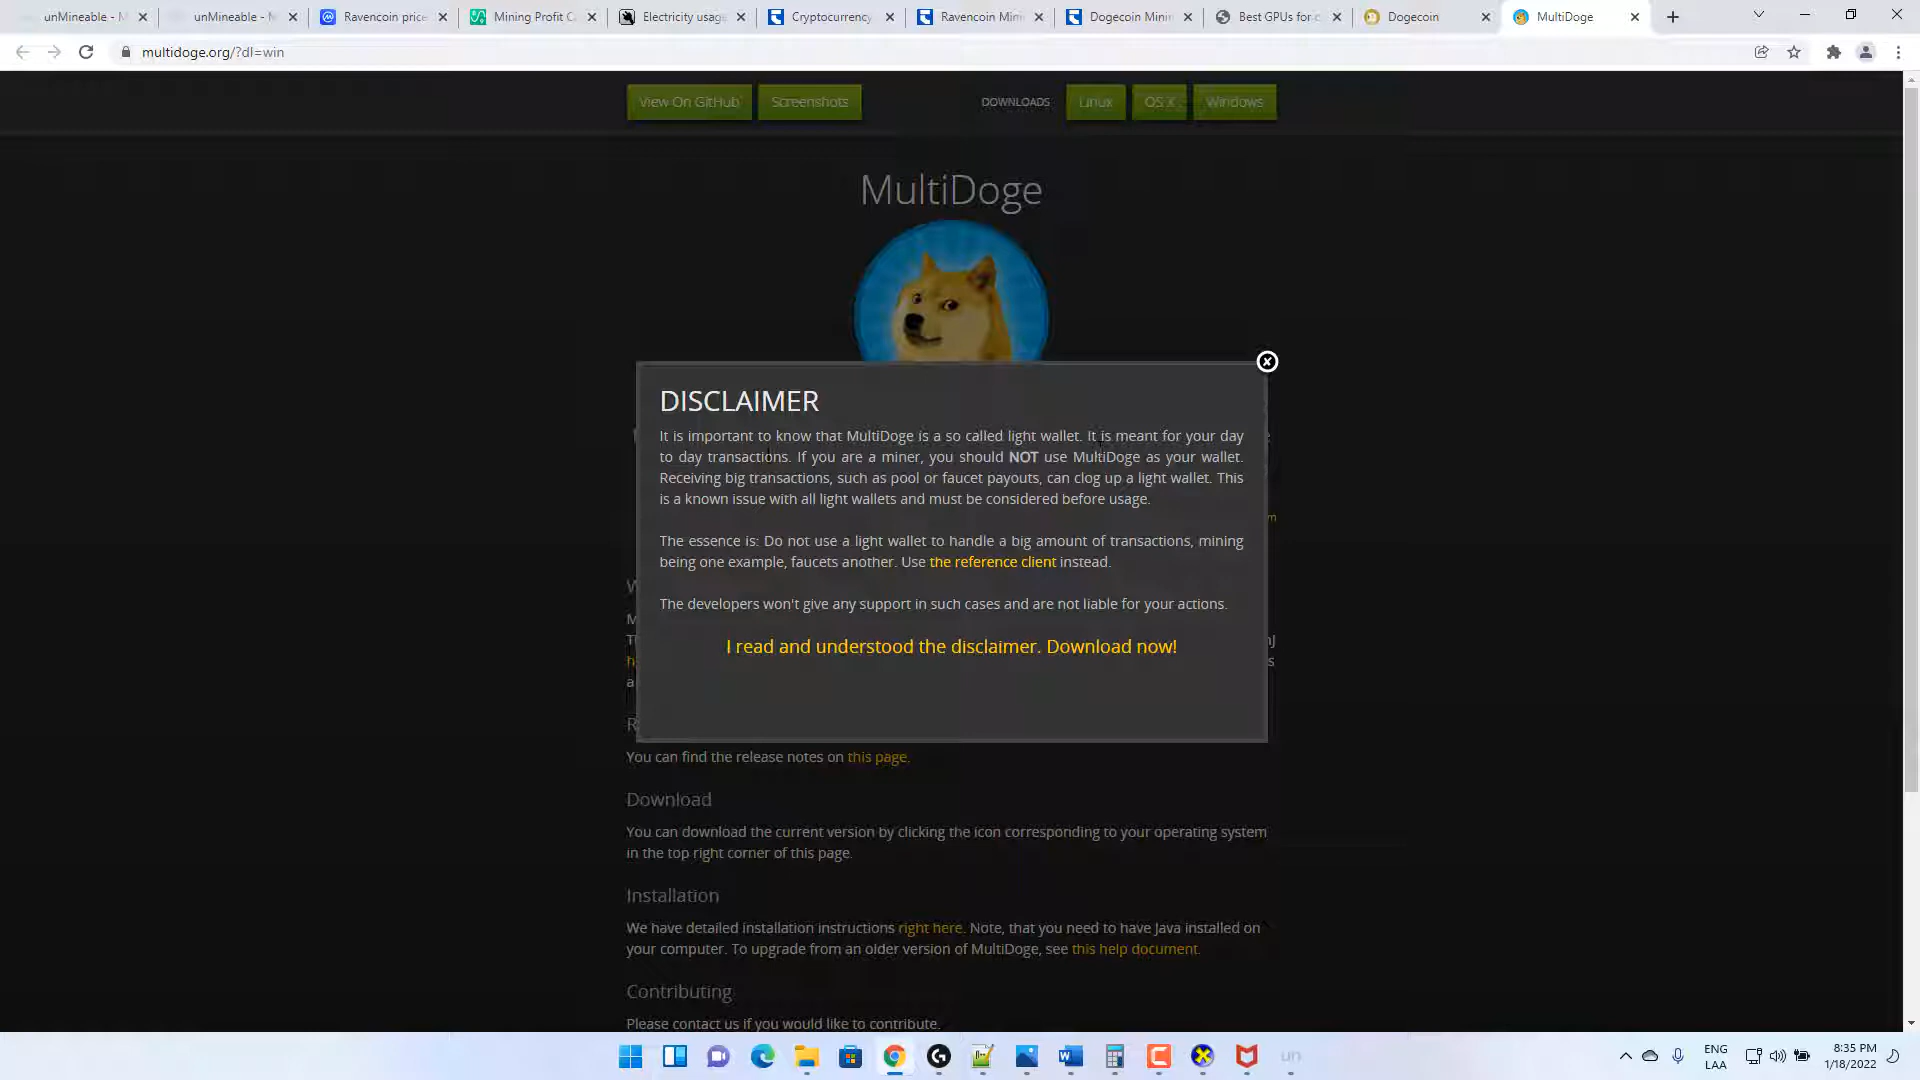 unMineable - M
unMineable - M
Ravencoin price
Mining Profit C
Electricity usag
Cryptocurrency
Ravencoin Min
Dogecoin Mini
Best GPUs for c
Dogecoin
MultiDoge
multidoge.org/?dl=win
View On GitHub
Screenshots
DOWNLOADS
Linux
OS X
Windows
MultiDoge
DISCLAIMER
It is important to know that MultiDoge is a so called light wallet. It is meant for your day
to day transactions. If you are a miner, you should NOT use MultiDoge as your wallet.
Receiving big transactions, such as pool or faucet payouts, can clog up a light wallet. This
is a known issue with all light wallets and must be considered before usage.
The essence is: Do not use a light wallet to handle a big amount of transactions, mining
being one example, faucets another. Use the reference client instead.
The developers won't give any support in such cases and are not liable for your actions.
I read and understood the disclaimer. Download now!
You can find the release notes on this page.
Download
You can download the current version by clicking the icon corresponding to your operating system
in the top right corner of this page.
Installation
We have detailed installation instructions right here. Note, that you need to have Java installed on
your computer. To upgrade from an older version of MultiDoge, see this help document.
Contributing
Please contact us if you would like to contribute.
un
ENG
LAA
8:35 PM
1/18/2022